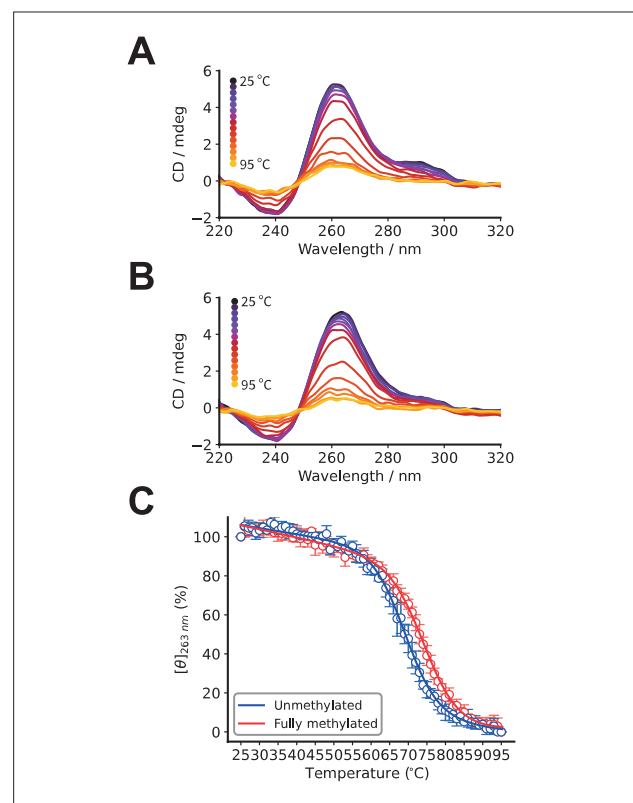 A
6
4
2
0
−2
CD / mdeg
25 °C
95 °C
220 240 260 280 300 320
Wavelength / nm
B
6
4
2
0
−2
CD / mdeg
25 °C
95 °C
220 240 260 280 300 320
Wavelength / nm
C
100
80
60
40
20
0
[θ]263 nm (%)
Unmethylated
Fully methylated
253035404550556065707580859095
Temperature (°C)